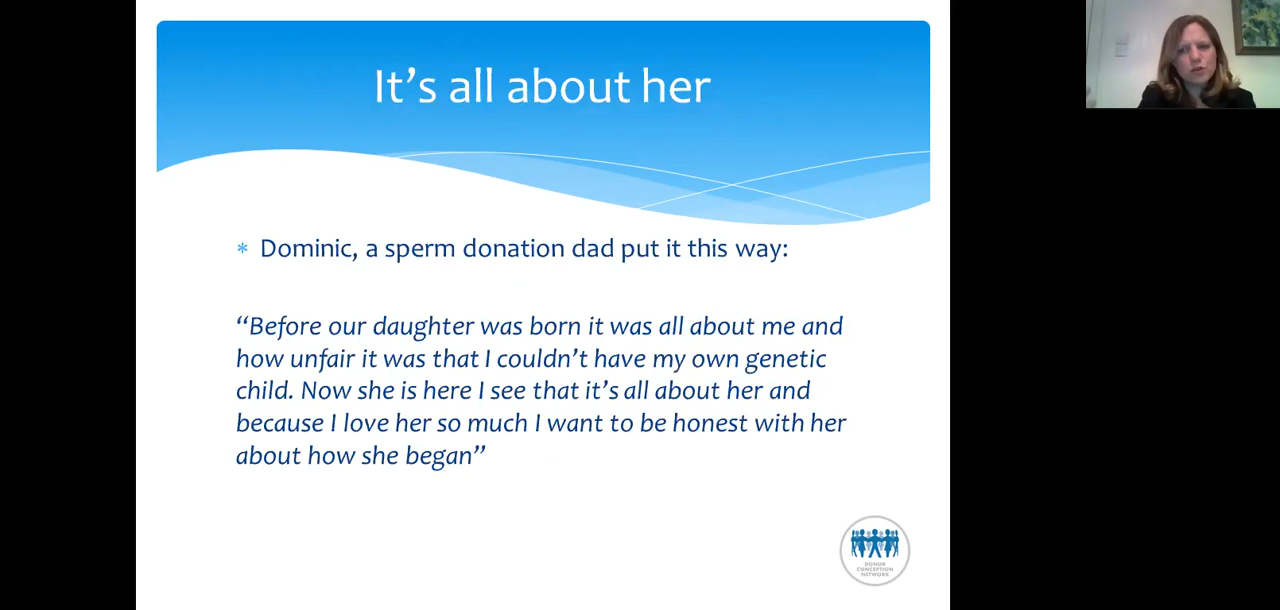 It’s all about her
* Dominic, a sperm donation dad put it this way:
“Before our daughter was born it was all about me and
how unfair it was that I couldn’t have my own genetic
child. Now she is here I see that it’s all about her and
because I love her so much I want to be honest with her
about how she began”
DONOR
CONCEPTION
NETWORK